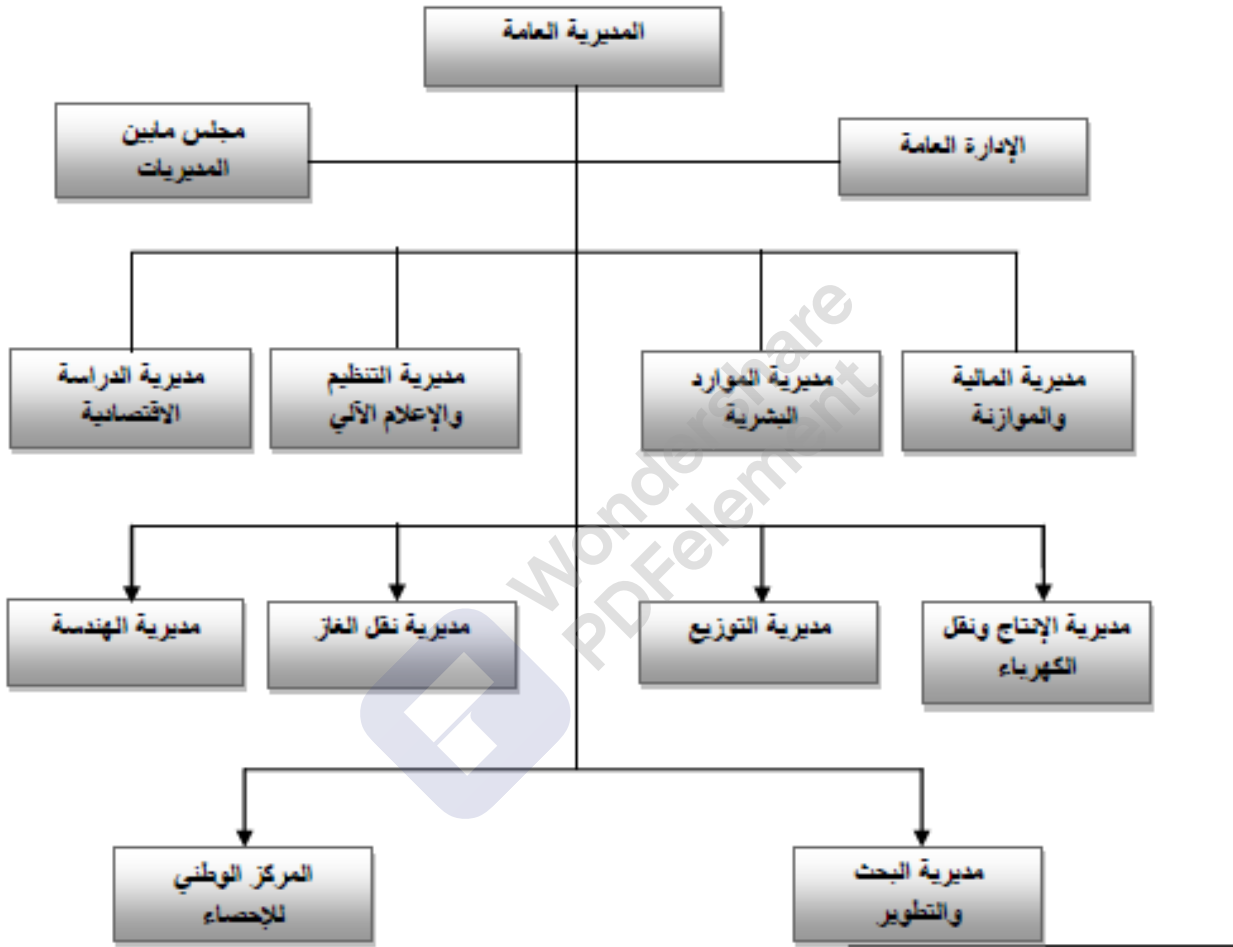 المديرية العامة
الإدارة العامة
مجلس مابين
المديريات
مديرية المالية
والموازنة
مديرية الموارد
البشرية
مديرية التنظيم
والإعلام الآلي
مديرية الدراسة
الاقتصادية
مديرية الإنتاج ونقل
الكهرباء
مديرية التوزيع
مديرية نقل الغاز
مديرية الهندسة
مديرية البحث
والتطوير
المركز الوطني
للإحصاء
Wondershare
PDFelement